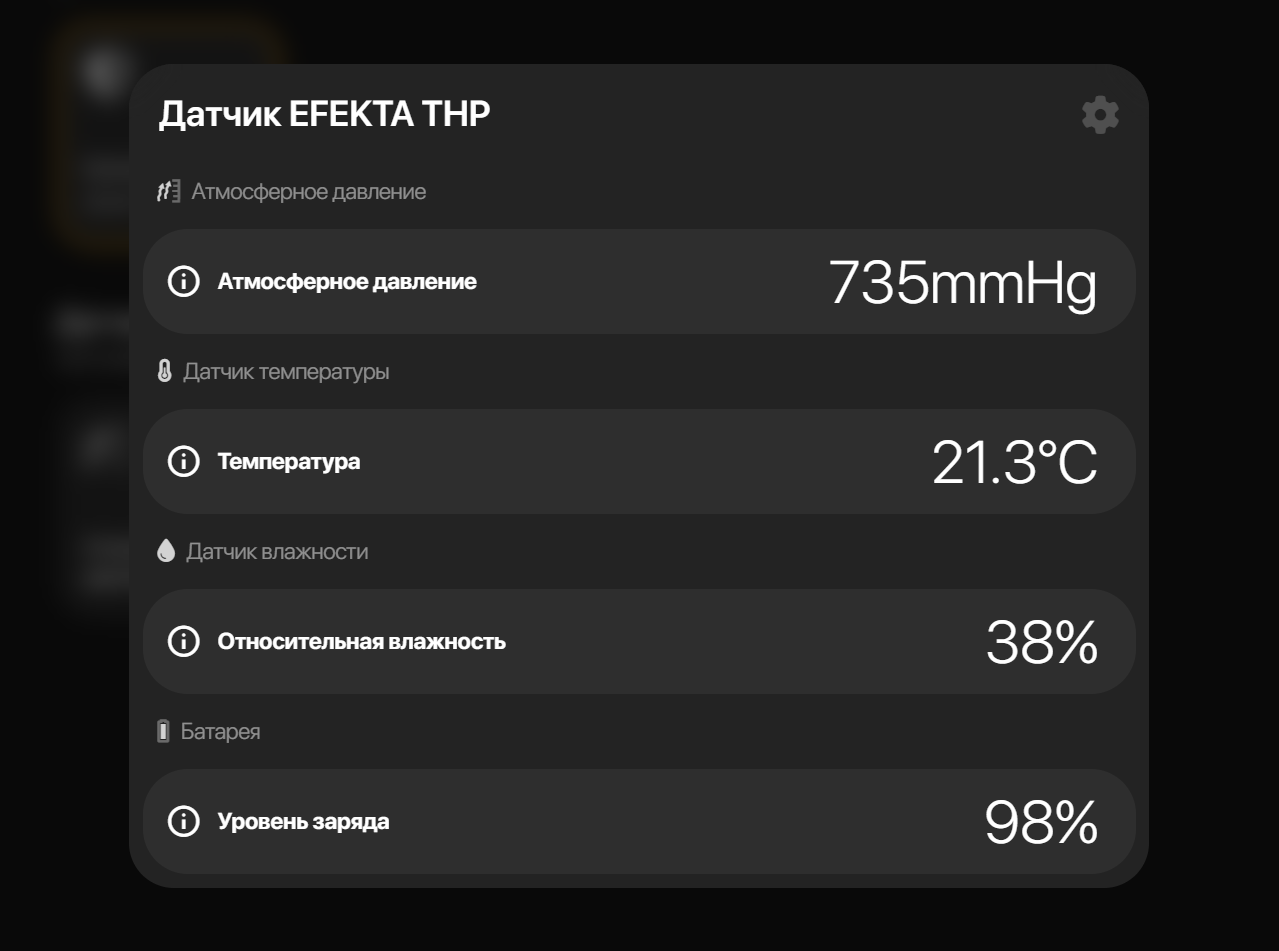 Датчик EFEKTA THP
Атмосферное давление
Атмосферное давление
735mmHg
Датчик температуры
Температура
21.3°C
Датчик влажности
Относительная влажность
38%
Батарея
Уровень заряда
98%